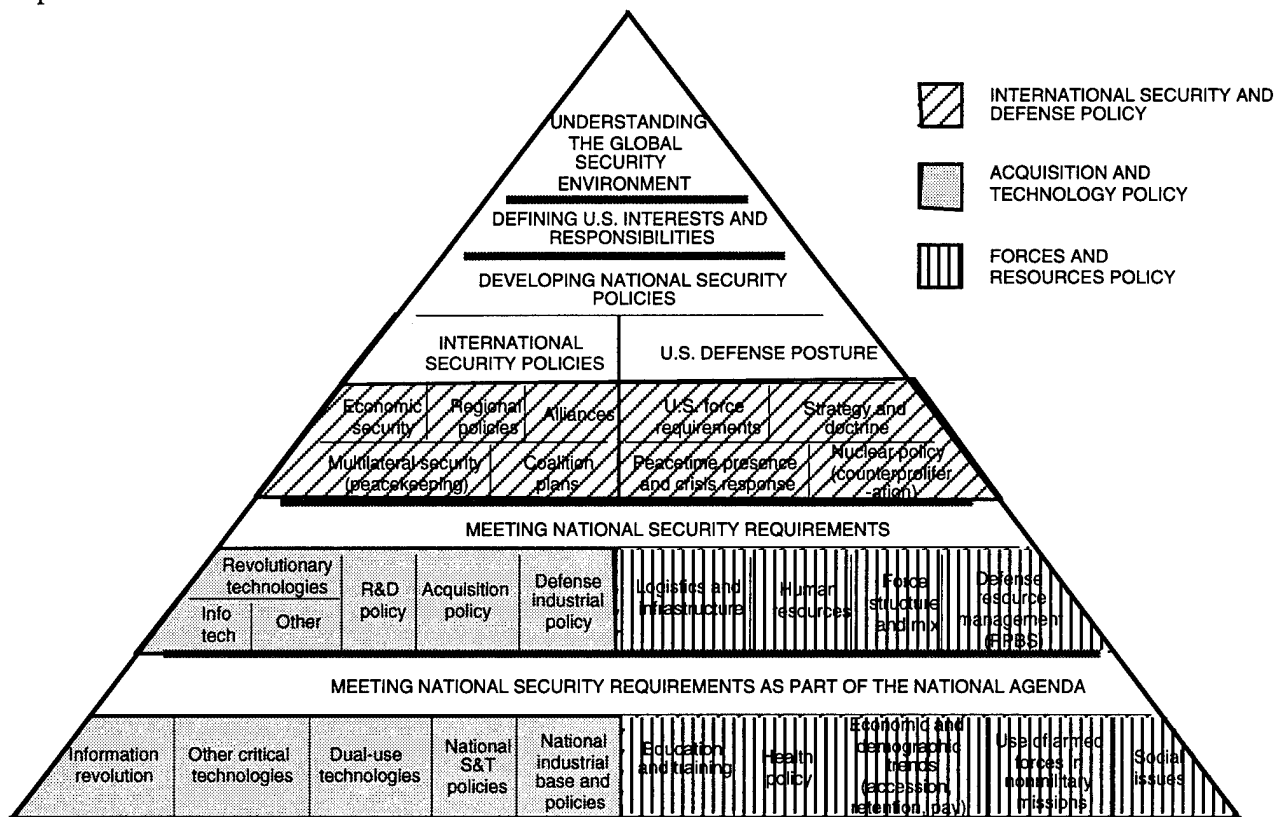 UNDERSTANDING
THE GLOBAL
SECURITY
ENVIRONMENT
DEFINING U.S. INTERESTS AND
RESPONSIBILITIES
DEVELOPING NATIONAL SECURITY
POLICIES
INTERNATIONAL
SECURITY POLICIES
U.S. DEFENSE POSTURE
Economic
security
Regional
policies
Alliances
U.S. force
requirements
Strategy and
doctrine
Multilateral security
(peacekeeping)
Coalition
plans
Peacetime presence
and crisis response
Nuclear policy
(counterprolifer
-ation)
MEETING NATIONAL SECURITY REQUIREMENTS
Revolutionary
technologies
Info
tech
Other
R&D
policy
Acquisition
policy
Defense
industrial
policy
Logistics and
infrastructure
Human
resources
Force
structure
and mix
Defense
resource
management
(PPBS)
MEETING NATIONAL SECURITY REQUIREMENTS AS PART OF THE NATIONAL AGENDA
Information
revolution
Other critical
technologies
Dual-use
technologies
National
S&T
policies
National
industrial
base and
policies
Education
and training
Health
policy
Economic and
demographic
trends
(accession,
retention, pay)
Use of armed
forces in
nonmilitary
missions
Social
issues
INTERNATIONAL SECURITY AND
DEFENSE POLICY
ACQUISITION AND
TECHNOLOGY POLICY
FORCES AND
RESOURCES POLICY